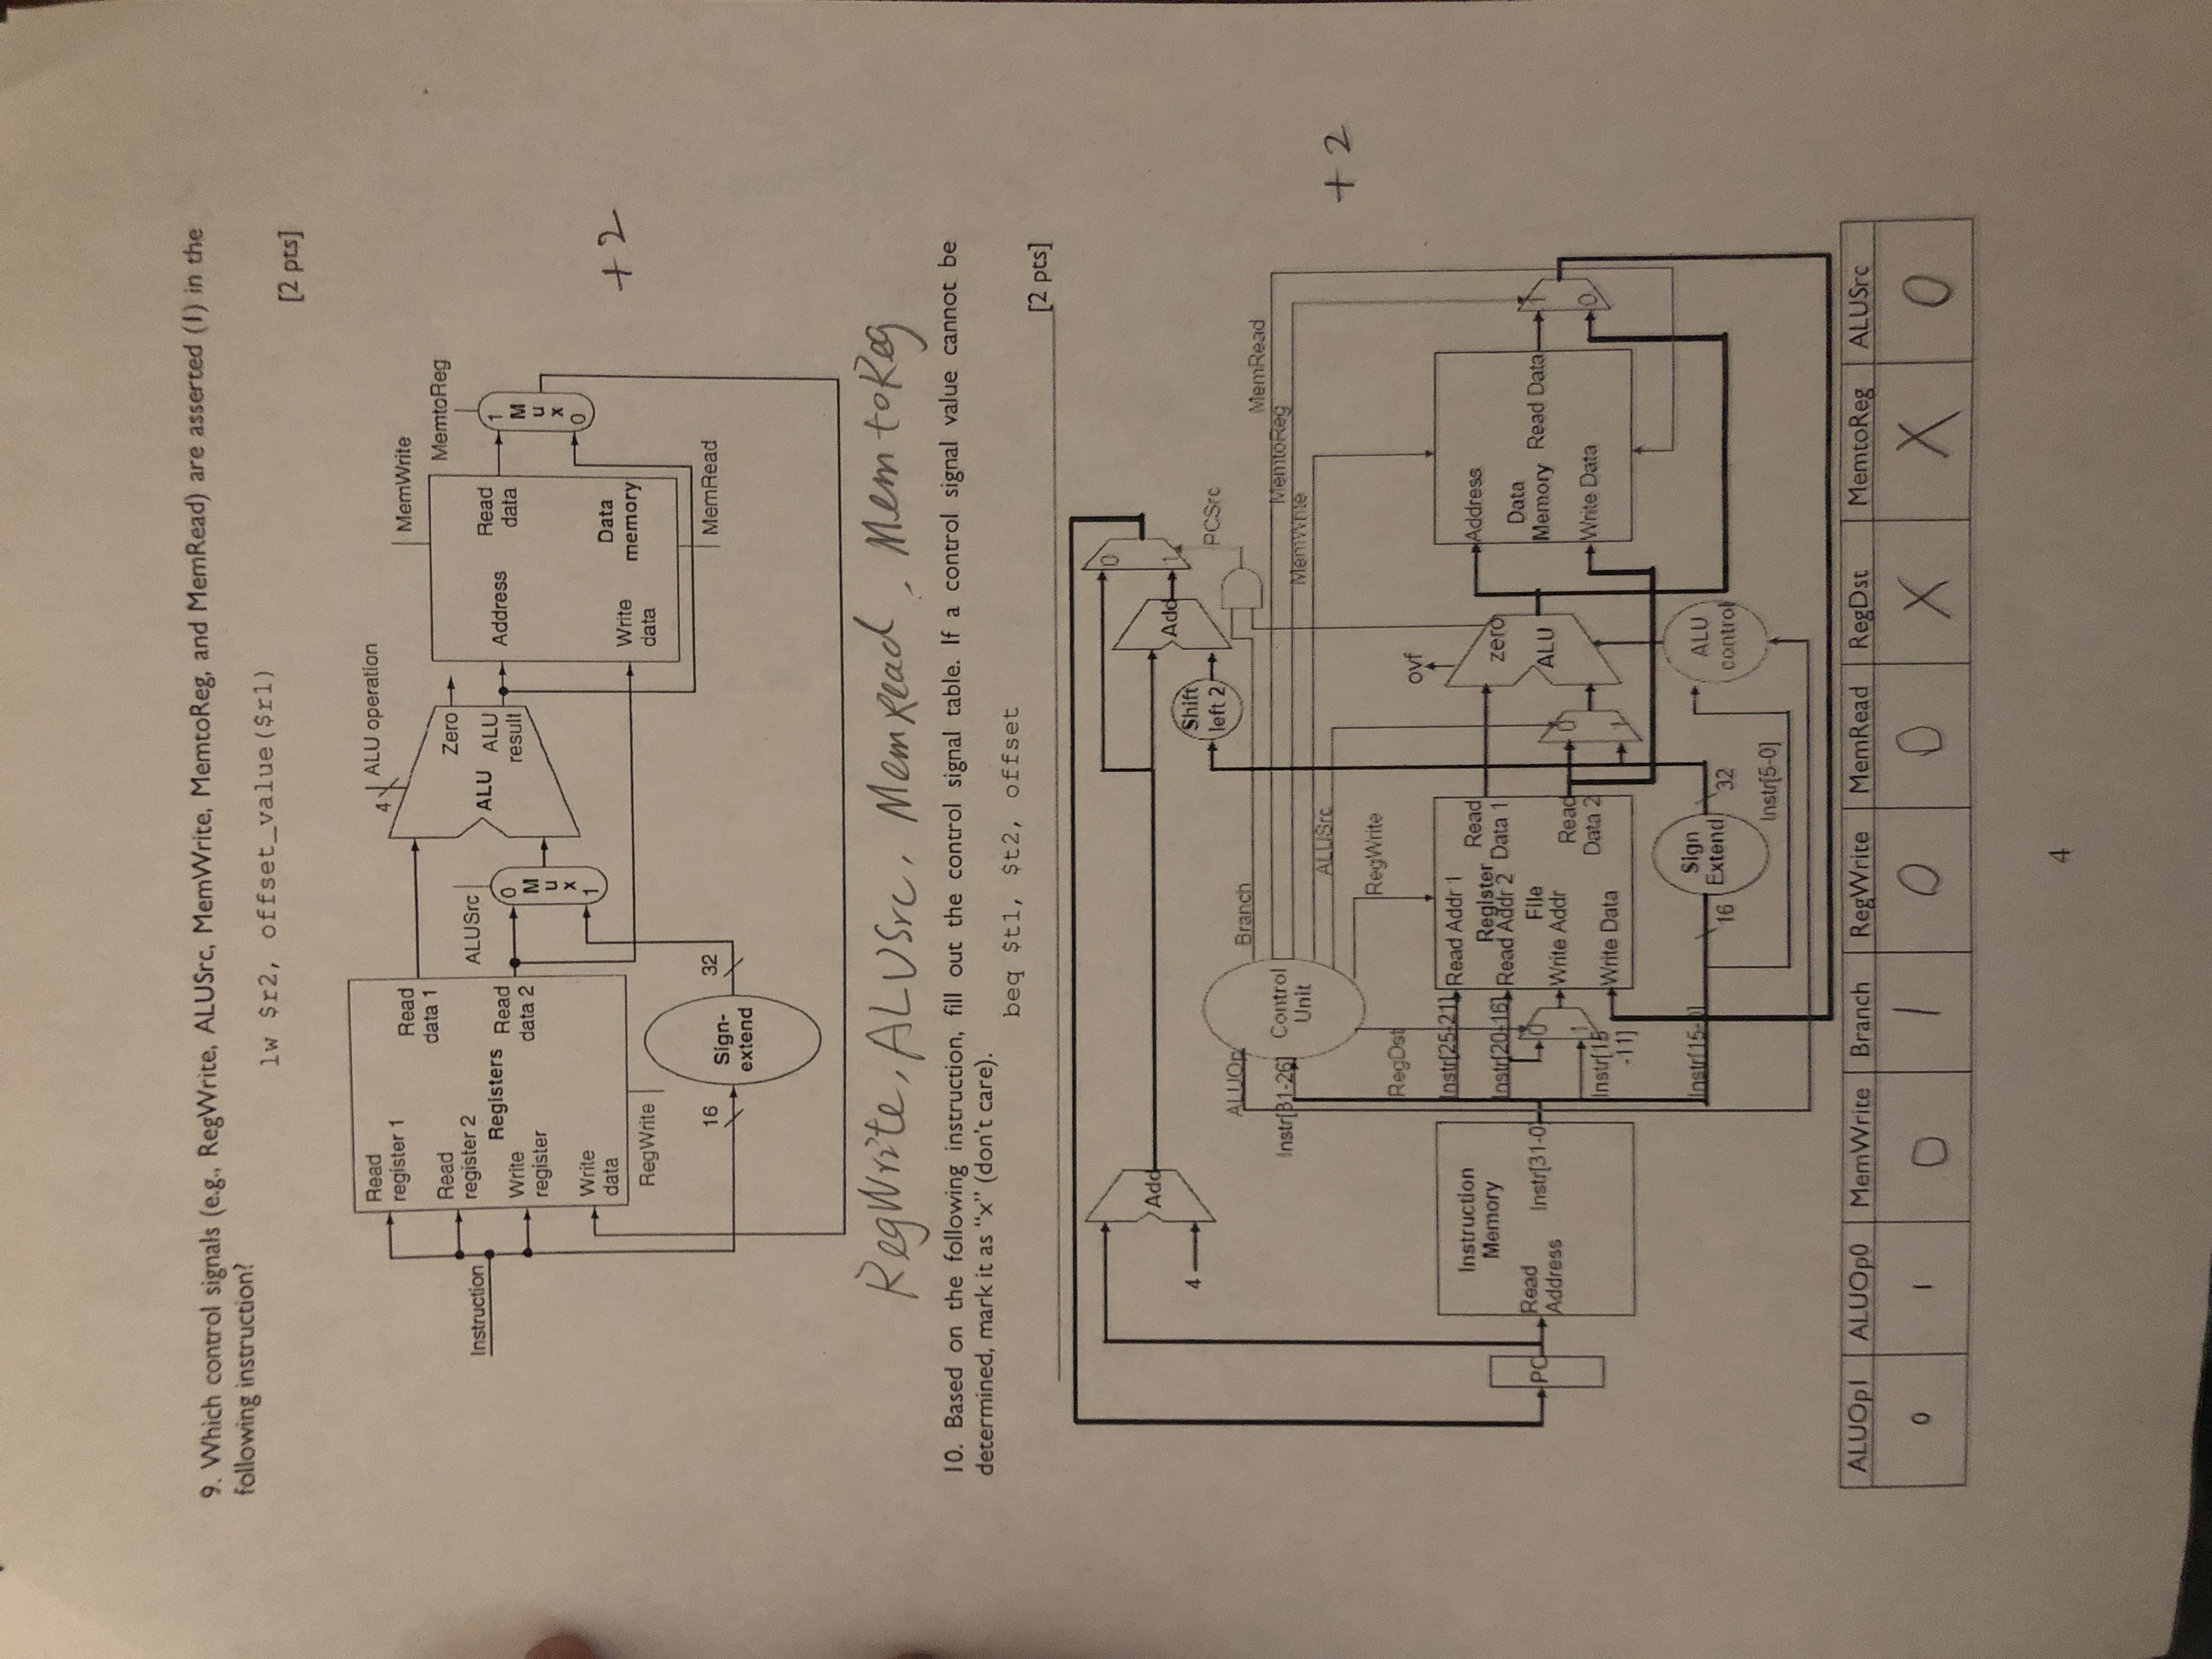 9. Which control signals (e.g., RegWrite, ALUSrc, MemWrite, MemtoReg, and MemRead) are asserted (1) in the
following instruction?
lw $r2, offset_value($r1)
[2 pts]
Read
register 1
Read
data 1
Read
register 2
Registers
Read
data 2
Write
register
Write
data
Instruction
RegWrite
16
Sign-
extend
32
ALUSrc
0
M
u
x
1
4
ALU operation
Zero
ALU
ALU
result
MemWrite
Address
Read
data
Write
data
Data
memory
MemRead
MemtoReg
1
M
u
x
0
+2
RegWrite, ALUSrc, MemRead, MemtoReg
10. Based on the following instruction, fill out the control signal table. If a control signal value cannot be
determined, mark it as “x” (don't care).
beq $t1, $t2, offset
[2 pts]
Add
4
Shift
left 2
Add
0
1
PCSrc
ALUOp
Branch
Instr[31-26]
Control
Unit
MemRead
MemtoReg
MemWrite
ALUSrc
RegWrite
RegDst
+2
ovf
PC
Instruction
Memory
Read
Address
Instr[31-0]
Instr[25-21]
Instr[20-16]
Instr[15
-11]
0
1
Read Addr 1
Register
Read
Data 1
Read Addr 2
File
Write Addr
Read
Data 2
Write Data
0
1
zero
ALU
Address
Data
Memory
Read Data
Write Data
1
0
Instr[15-0]
16
Sign
Extend
32
ALU
control
Instr[5-0]
ALUOp1 ALUOp0 MemWrite Branch RegWrite MemRead RegDst MemtoReg ALUSrc
0 1 0 1 0 0 X X 0
4